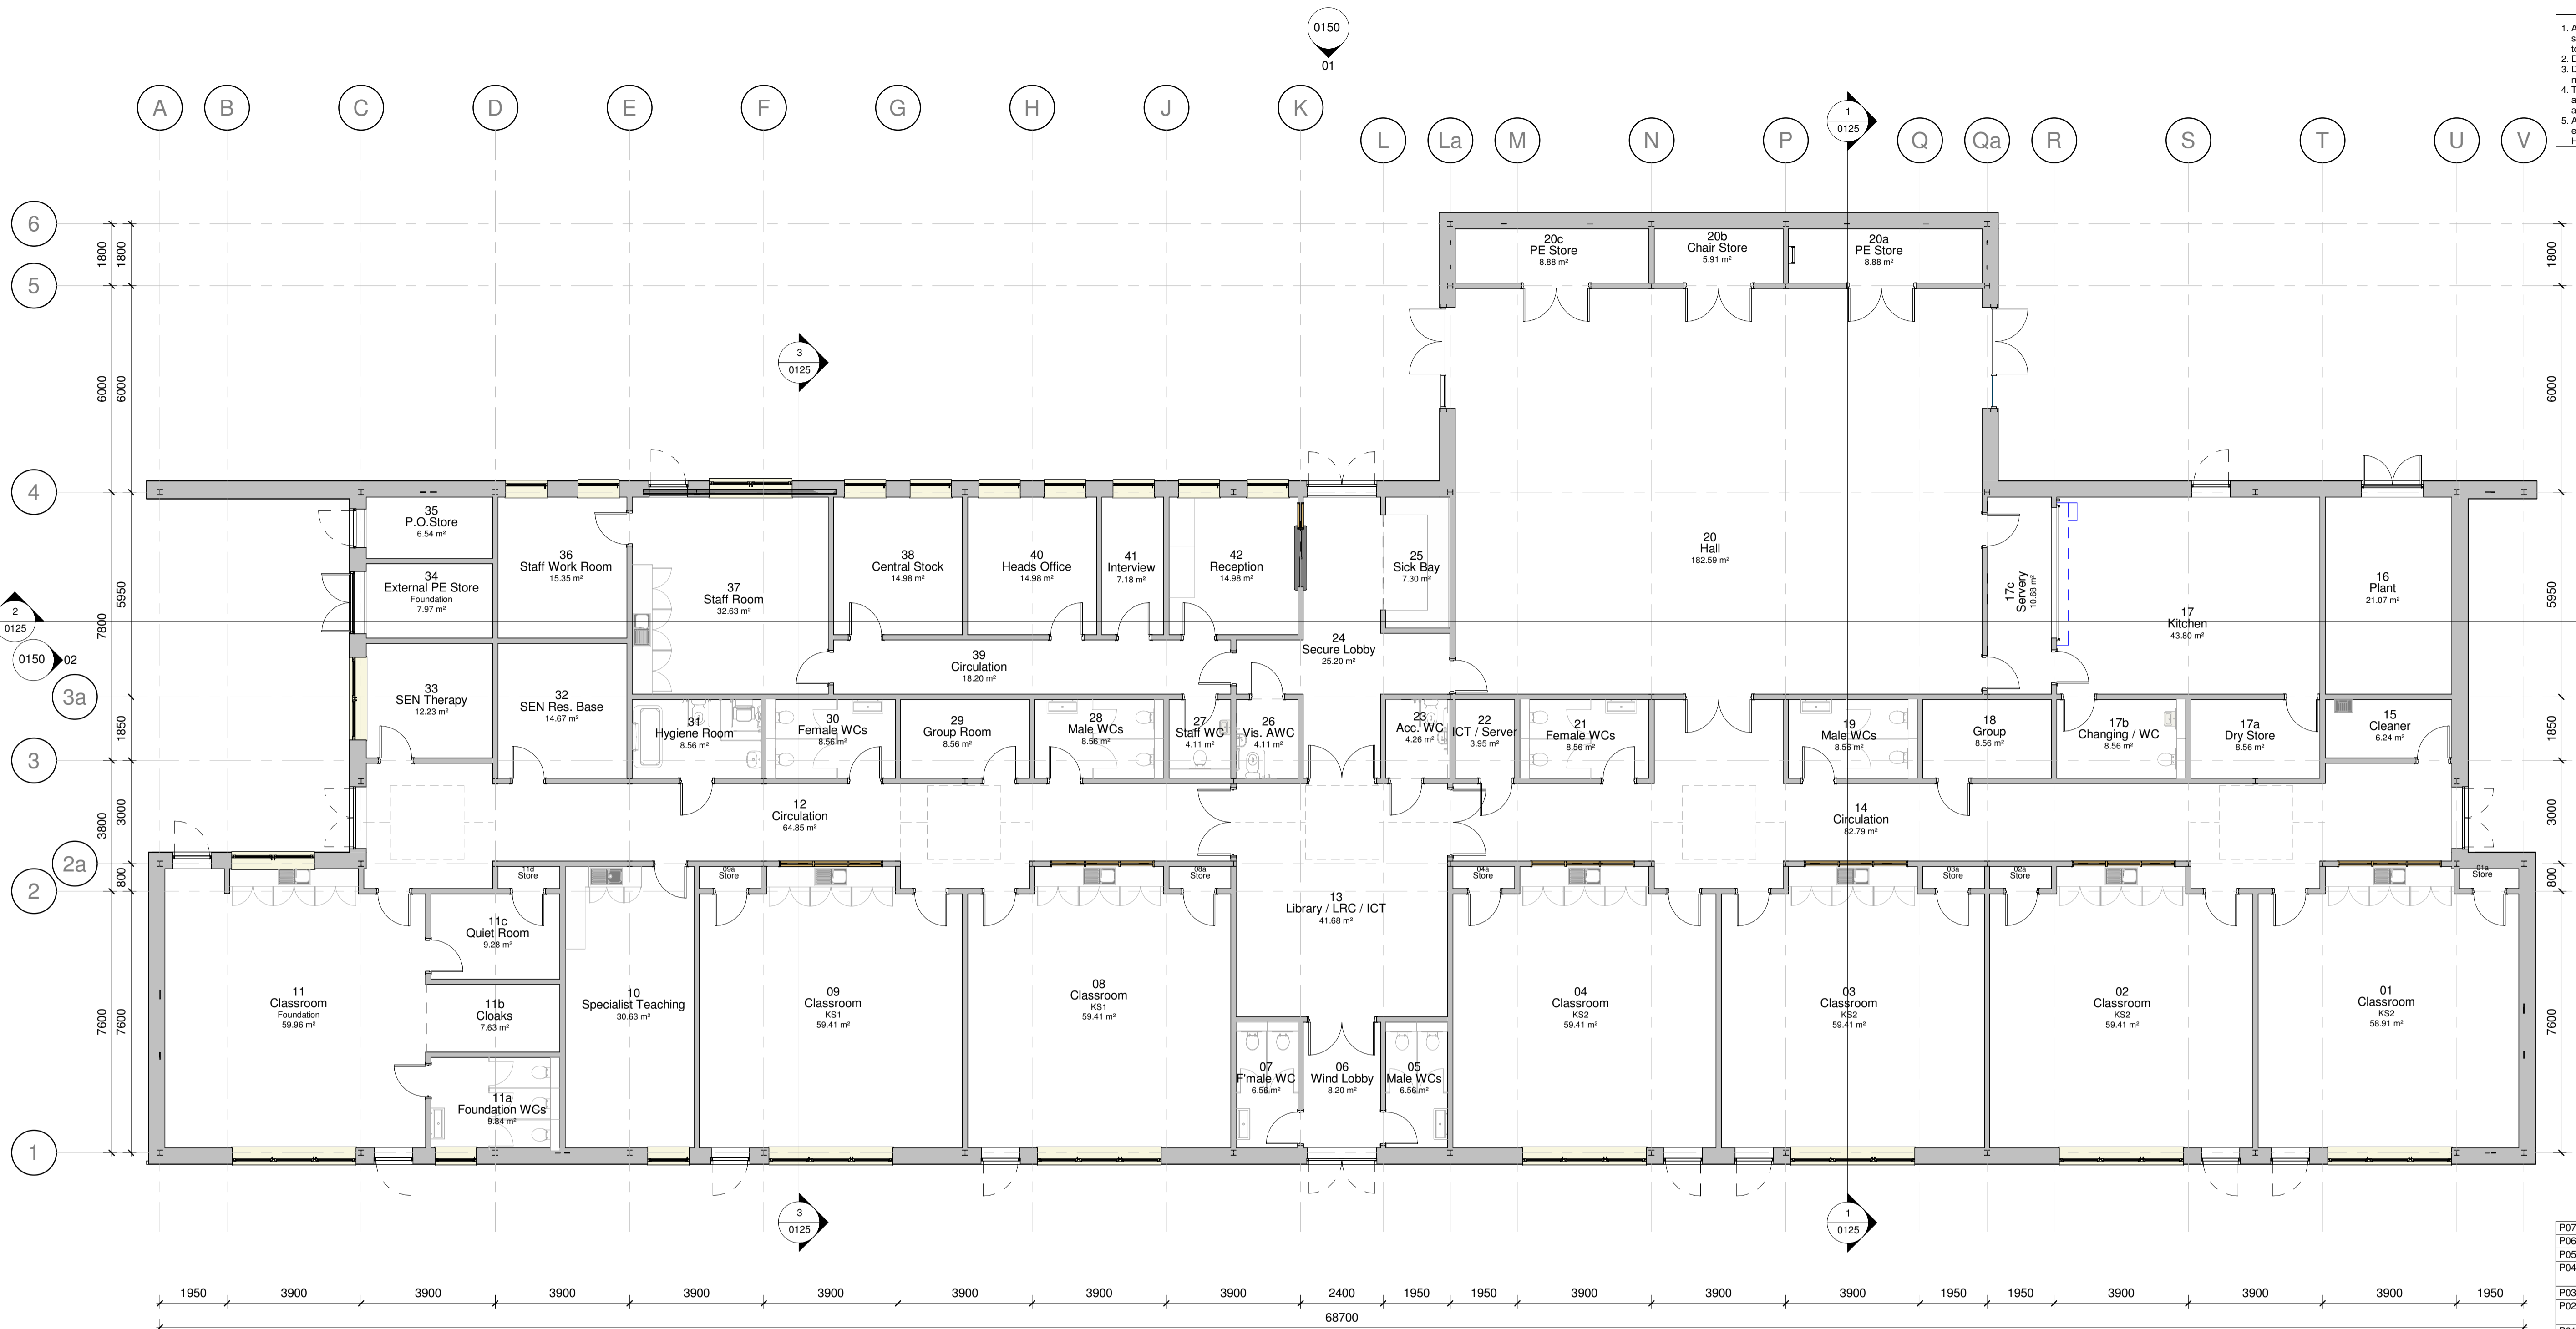 0150
01
A
B
C
D
E
F
G
H
J
K
L
La
M
N
P
Q
Qa
R
S
T
U
V
1
0125
1. A
2. D
3. D
4. T
5. A
6
5
4
3a
3
2a
2
1
1800
1800
6000
6000
5950
7800
1850
3800
3000
800
7600
7600
1800
6000
5950
1850
3000
800
7600
3
0125
2
0125
0150
02
20c
PE Store
8.88 m²
20b
Chair Store
5.91 m²
20a
PE Store
8.88 m²
35
P.O.Store
6.54 m²
34
External PE Store
Foundation
7.97 m²
36
Staff Work Room
15.35 m²
37
Staff Room
32.63 m²
38
Central Stock
14.98 m²
40
Heads Office
14.98 m²
41
Interview
7.18 m²
42
Reception
14.98 m²
25
Sick Bay
7.30 m²
20
Hall
182.59 m²
17c
Servery
10.68 m²
17
Kitchen
43.80 m²
16
Plant
21.07 m²
24
Secure Lobby
25.20 m²
39
Circulation
18.20 m²
33
SEN Therapy
12.23 m²
32
SEN Res. Base
14.67 m²
31
Hygiene Room
8.56 m²
30
Female WCs
8.56 m²
29
Group Room
8.56 m²
28
Male WCs
8.56 m²
27
Staff WC
4.11 m²
26
Vis. AWC
4.11 m²
23
Acc. WC
4.26 m²
22
ICT / Server
3.95 m²
21
Female WCs
8.56 m²
19
Male WCs
8.56 m²
18
Group
8.56 m²
17b
Changing / WC
8.56 m²
17a
Dry Store
8.56 m²
15
Cleaner
6.24 m²
12
Circulation
64.85 m²
14
Circulation
82.79 m²
11d
Store
09a
Store
08a
Store
04a
Store
03a
Store
02a
Store
01a
Store
11c
Quiet Room
9.28 m²
13
Library / LRC / ICT
41.68 m²
11
Classroom
Foundation
59.96 m²
11b
Cloaks
7.63 m²
10
Specialist Teaching
30.63 m²
09
Classroom
KS1
59.41 m²
08
Classroom
KS1
59.41 m²
04
Classroom
KS2
59.41 m²
03
Classroom
KS2
59.41 m²
02
Classroom
KS2
59.41 m²
01
Classroom
KS2
58.91 m²
11a
Foundation WCs
9.84 m²
07
F'male WC
6.56 m²
06
Wind Lobby
8.20 m²
05
Male WCs
6.56 m²
3
0125
1
0125
P07
P06
P05
P04
P03
P02
1950
3900
3900
3900
3900
3900
3900
3900
3900
2400
1950
1950
3900
3900
3900
1950
1950
3900
3900
3900
1950
68700